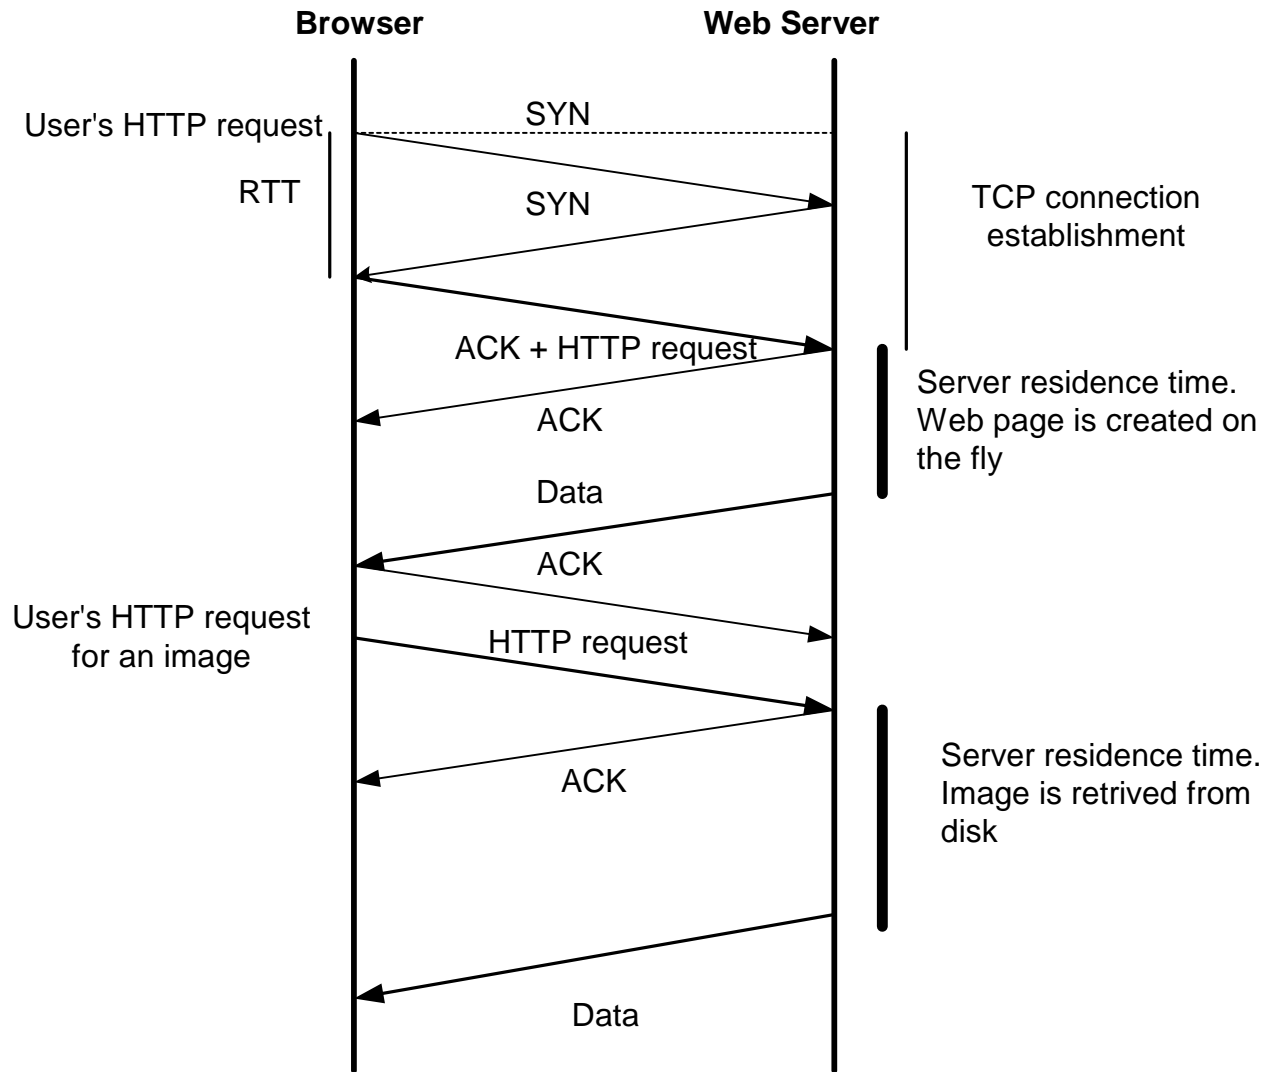 Browser
Web Server
User's HTTP request
SYN
RTT
SYN
TCP connection
establishment
ACK + HTTP request
ACK
Server residence time.
Web page is created on
the fly
Data
ACK
User's HTTP request
for an image
HTTP request
ACK
Server residence time.
Image is retrived from
disk
Data